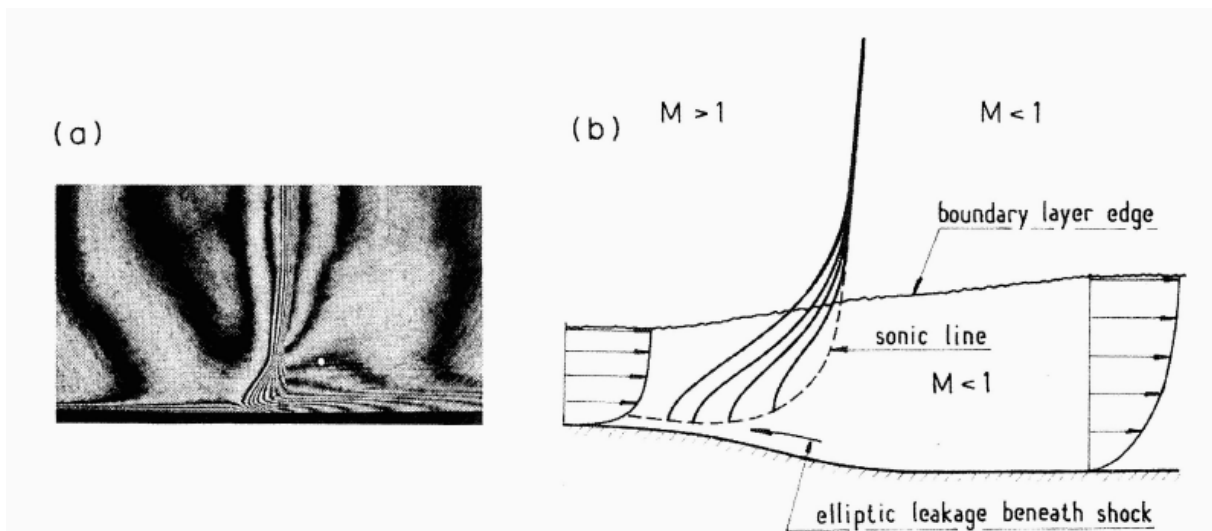 (a)
(b)
M > 1
M < 1
boundary layer edge
sonic line
M < 1
elliptic leakage beneath shock